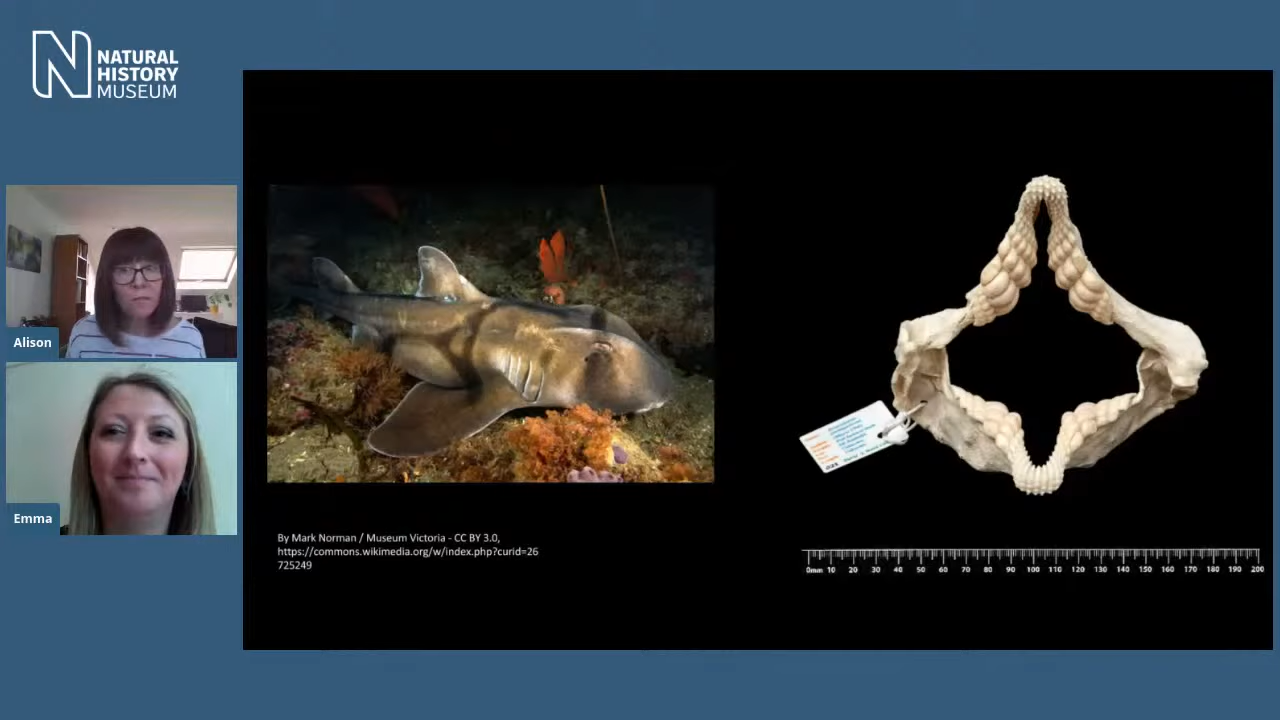 NATURAL
HISTORY
MUSEUM
Alison
Emma
By Mark Norman / Museum Victoria - CC BY 3.0,
https://commons.wikimedia.org/w/index.php?curid=26
725249
0mm 10 20 30 40 50 60 70 80 90 100 110 120 130 140 150 160 170 180 190 200